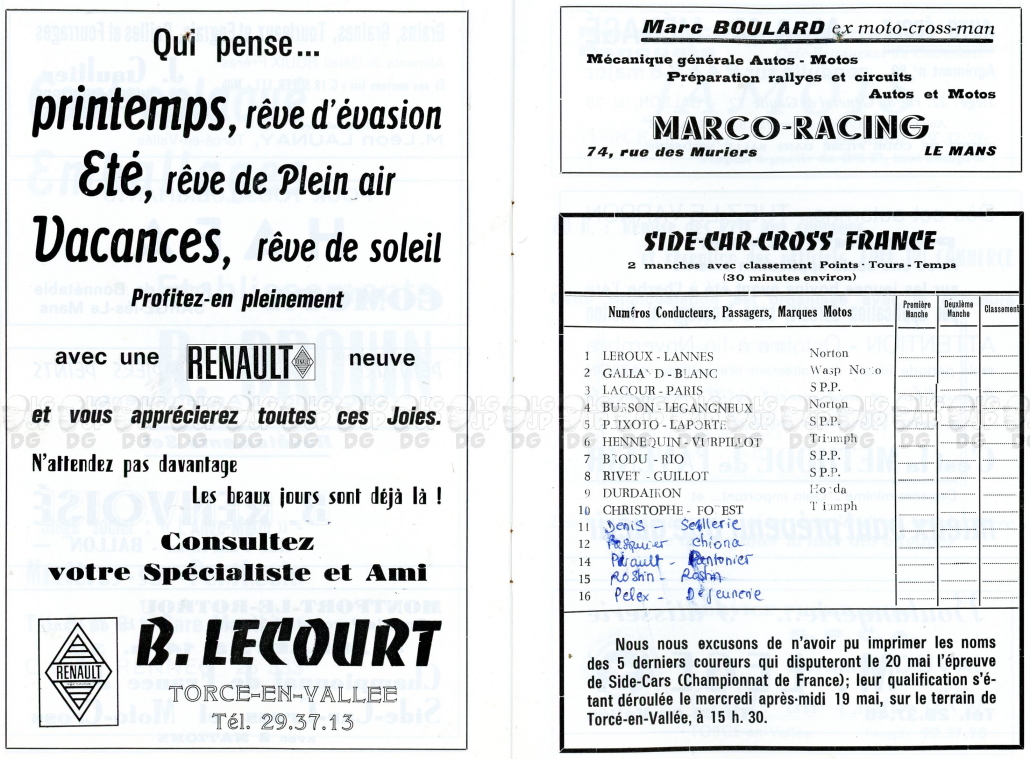 Qui pense...
printemps, rêve d'évasion
Eté, rêve de Plein air
Vacances, rêve de soleil
Profitez-en pleinement
avec une RENAULT neuve
et vous apprécierez toutes ces Joies.
N'attendez pas davantage
Les beaux jours sont déjà là !
Consultez
votre Spécialiste et Ami
B. LECOURT
RENAULT
TORCÉ-EN-VALLÉE
Tél. 29.37.13
Marc BOULARD ex moto-cross-man
Mécanique générale Autos - Motos
Préparation rallyes et circuits
Autos et Motos
MARCO-RACING
74, rue des Muriers LE MANS
SIDE-CAR-CROSS FRANCE
2 manches avec classement Points - Tours - Temps
(30 minutes environ)
Numéros Conducteurs, Passagers, Marques Motos Première Manche Deuxième Manche Classement
1 LEROUX - LANNES Norton
2 GALLAND - BLANC Wasp Norto
3 LACOUR - PARIS S.P.P.
4 BUSSON - LEGANGNEUX Norton
5 PEIXOTO - LAPORTE S.P.P.
6 HENNEQUIN - VURPILLOT Triumph
7 BRODU - RIO S.P.P.
8 RIVET - GUILLOT S.P.P.
9 DURDAIRON Honda
10 CHRISTOPHE - FOREST Triumph
11 Denis - Sellerie
12 Pasquier Chiona
14 Pérault - Pantonier
15 Rostin - Rostin
16 Pelex - Dejeunerie
Nous nous excusons de n'avoir pu imprimer les noms
des 5 derniers coureurs qui disputeront le 20 mai l'épreuve
de Side-Cars (Championnat de France); leur qualification s'é-
tant déroulée le mercredi après-midi 19 mai, sur le terrain de
Torcé-en-Vallée, à 15 h. 30.